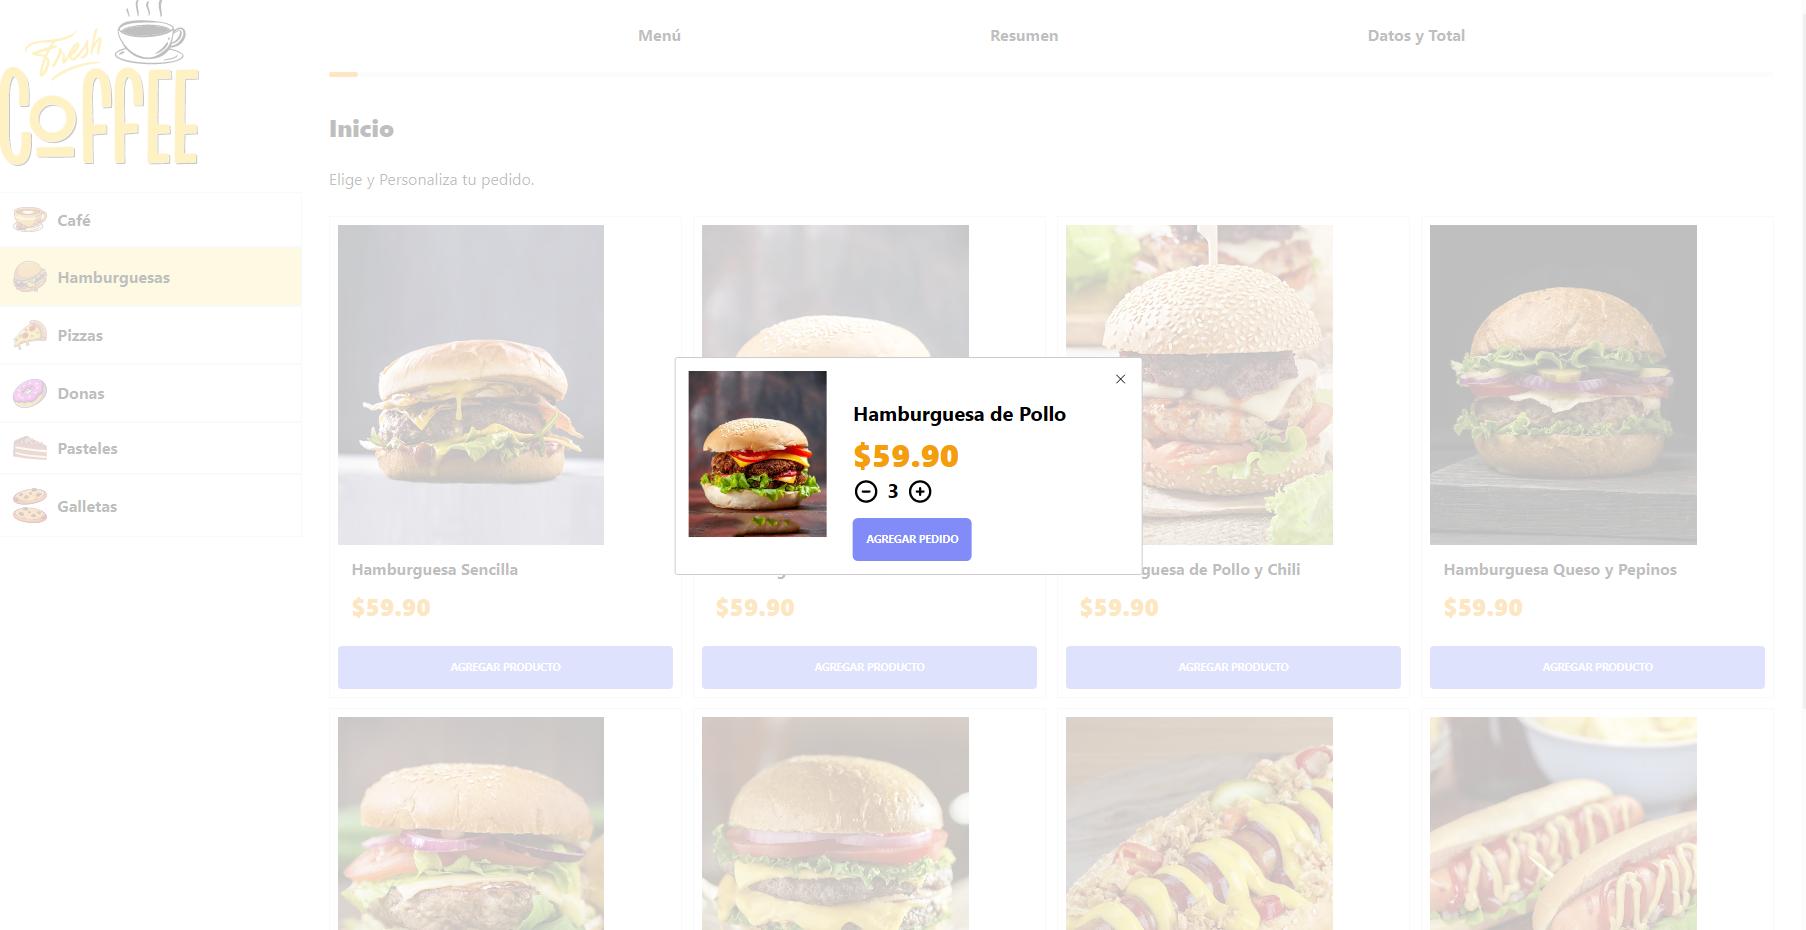 Fresh
COFFEE
Menú
Resumen
Datos y Total
Inicio
Elige y Personaliza tu pedido.
Café
Hamburguesas
Pizzas
Donas
Pasteles
Galletas
Hamburguesa de Pollo
$59.90
3
AGREGAR PEDIDO
Hamburguesa Sencilla
$59.90
AGREGAR PRODUCTO
$59.90
AGREGAR PRODUCTO
guesa de Pollo y Chili
$59.90
AGREGAR PRODUCTO
Hamburguesa Queso y Pepinos
$59.90
AGREGAR PRODUCTO